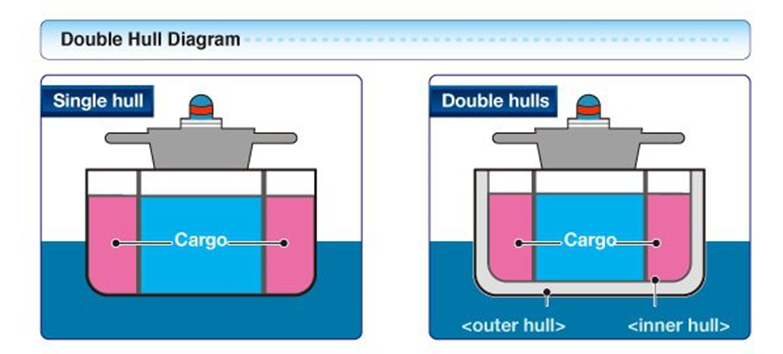 Double Hull Diagram
Single hull
Double hulls
Cargo
Cargo
<outer hull>
<inner hull>